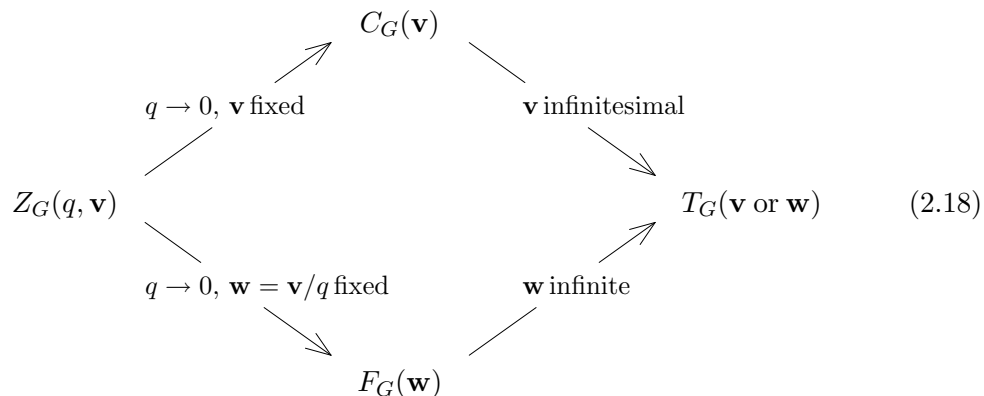 C_G(v)
q → 0, v fixed
v infinitesimal
Z_G(q, v)
T_G(v or w)
(2.18)
q → 0, w = v/q fixed
w infinite
F_G(w)